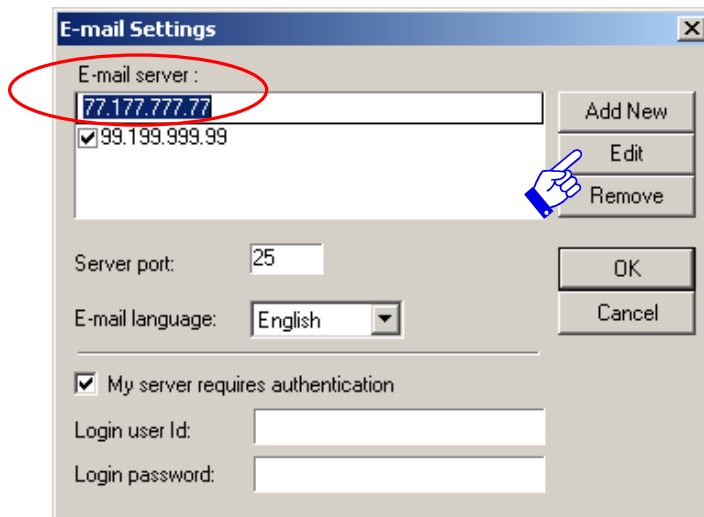 E-mail Settings
E-mail server :
77.177.777.77
99.199.999.99
Add New
Edit
Remove
Server port: 25
OK
E-mail language: English
Cancel
My server requires authentication
Login user Id:
Login password: